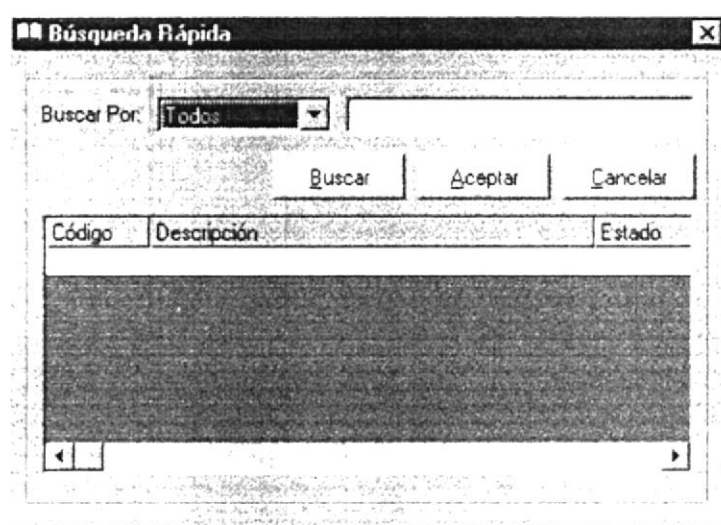 Búsqueda Rápida
Buscar Por: Todos
Buscar Aceptar Cancelar
Código Descripción Estado